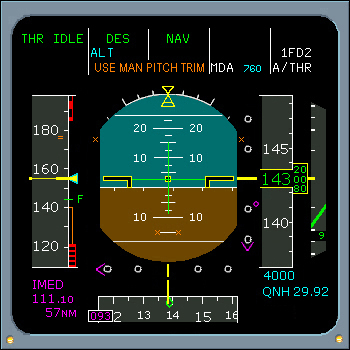 THR IDLE DES NAV
ALT 1FD2
USE MAN PITCH TRIM MDA 760 A/THR
180 20 20
145
160 10 10
20
143 00
80
140 F
10 10 140
120 9
IMED 4000
111.10 QNH 29.92
57NM
093 2 13 14 15 16